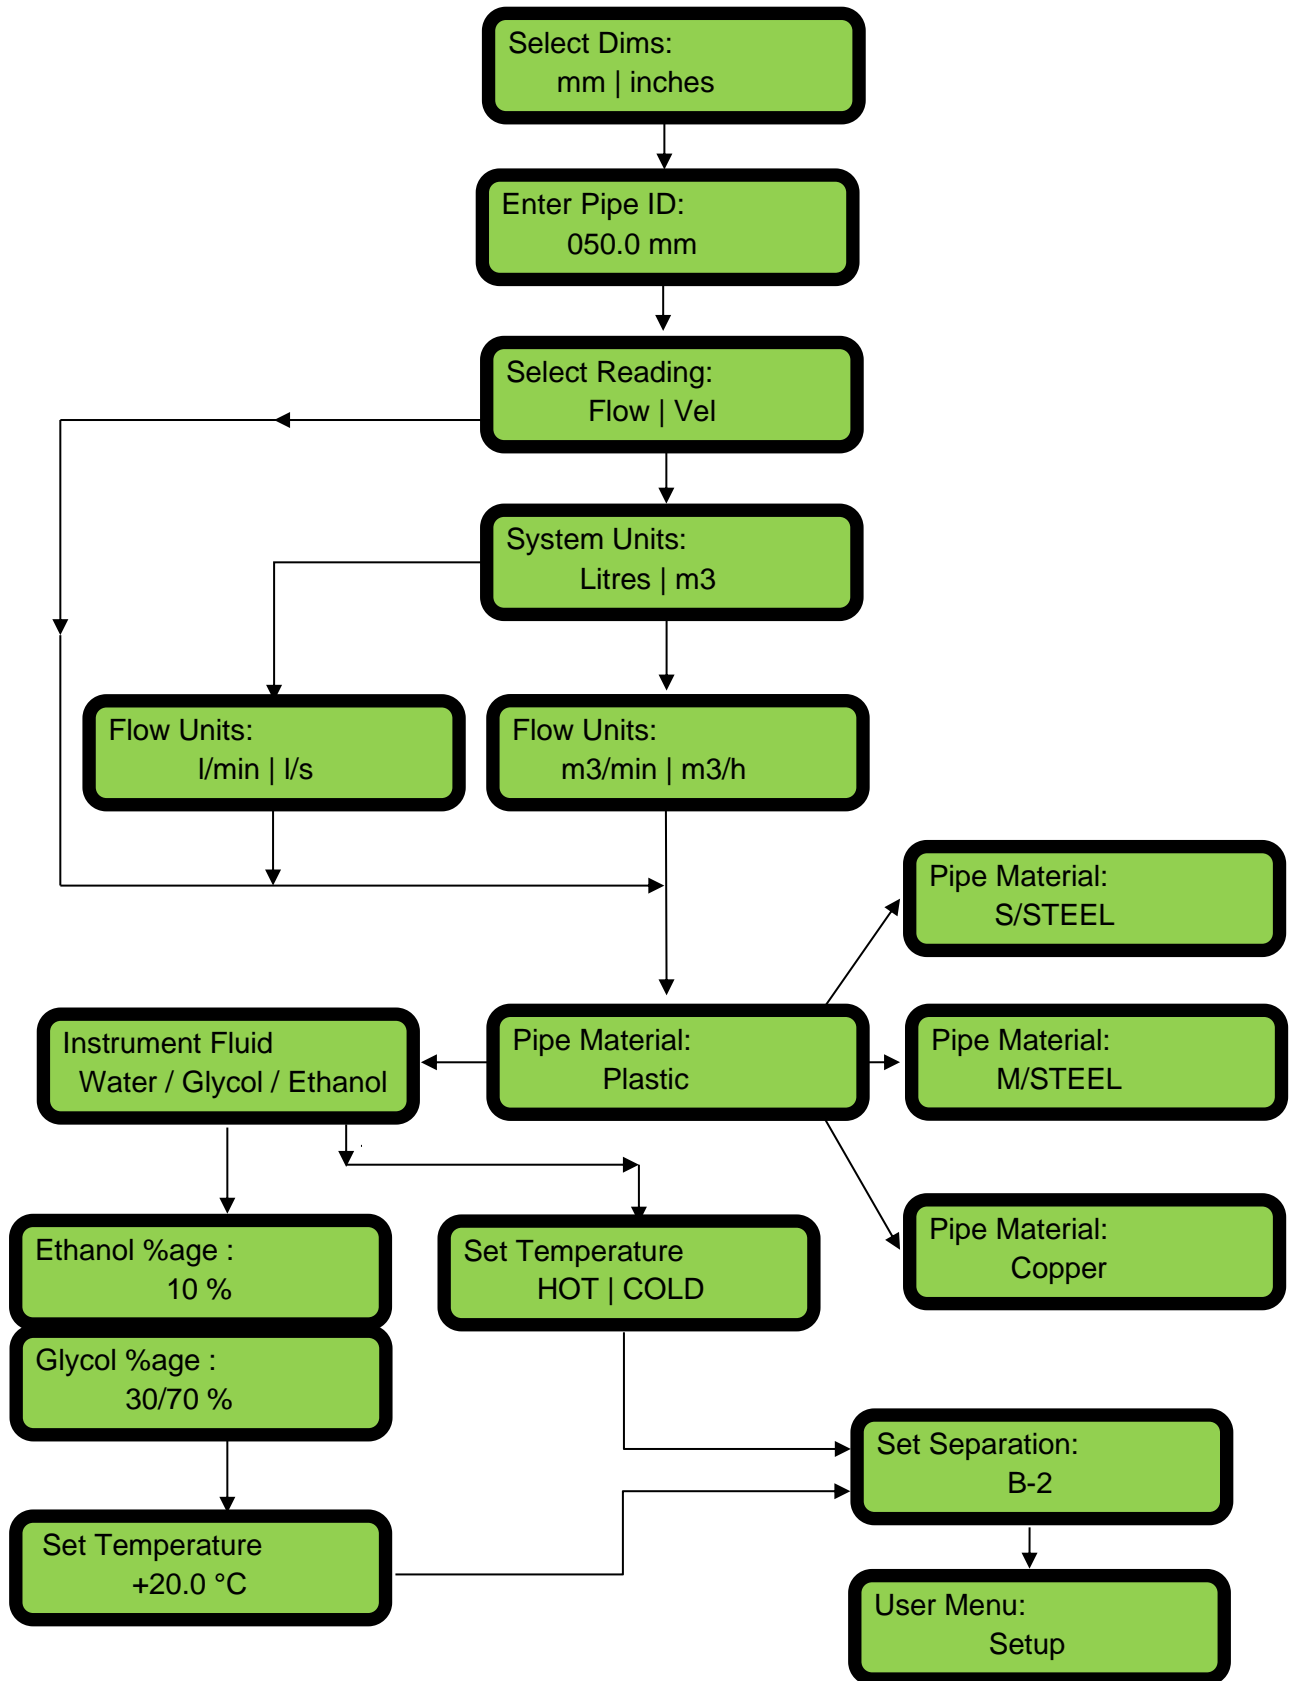 Select Dims:
mm | inches
Enter Pipe ID:
050.0 mm
Select Reading:
Flow | Vel
System Units:
Litres | m3
Flow Units:
l/min | l/s
Flow Units:
m3/min | m3/h
Pipe Material:
S/STEEL
Instrument Fluid
Water / Glycol / Ethanol
Pipe Material:
Plastic
Pipe Material:
M/STEEL
Pipe Material:
Copper
Ethanol %age :
10 %
Set Temperature
HOT | COLD
Glycol %age :
30/70 %
Set Separation:
B-2
Set Temperature
+20.0 °C
User Menu:
Setup